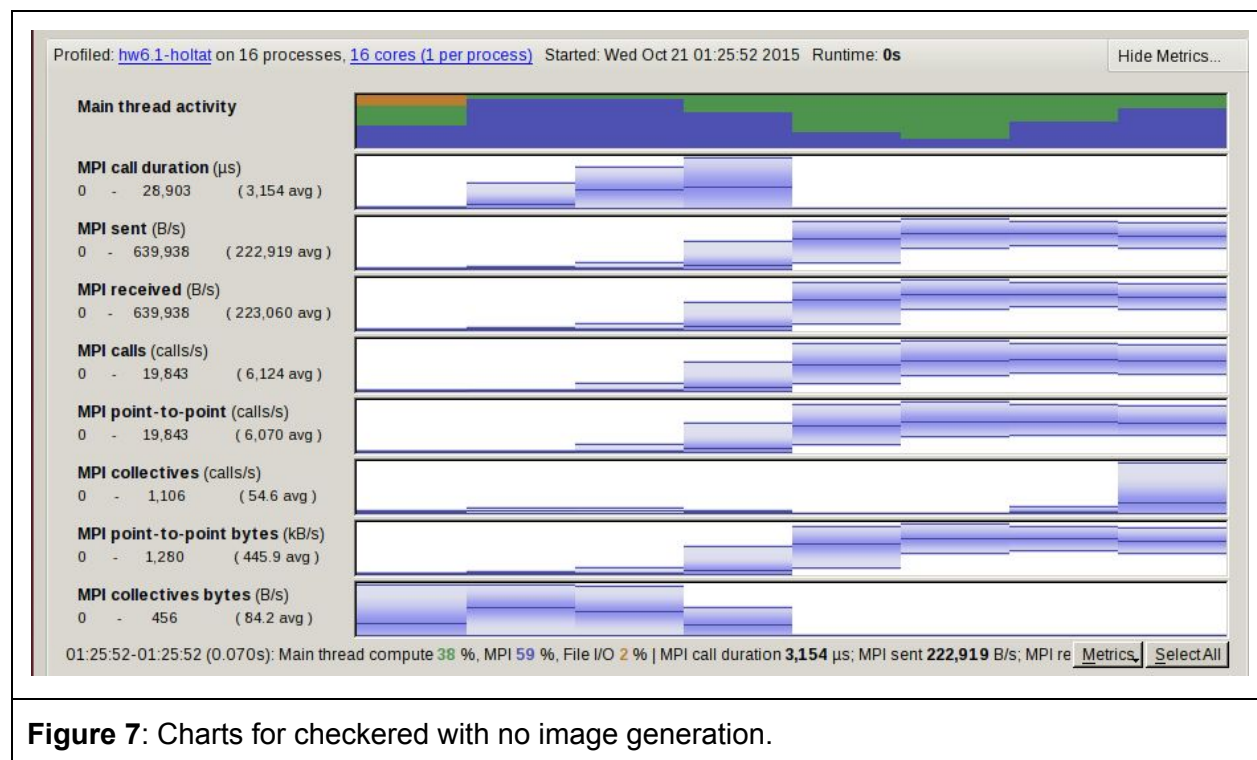 Profiled: hw6.1-holtat on 16 processes, 16 cores (1 per process) Started: Wed Oct 21 01:25:52 2015 Runtime: 0s Hide Metrics...
Main thread activity
MPI call duration (µs)
0 - 28,903 ( 3,154 avg )
MPI sent (B/s)
0 - 639,938 ( 222,919 avg )
MPI received (B/s)
0 - 639,938 ( 223,060 avg )
MPI calls (calls/s)
0 - 19,843 ( 6,124 avg )
MPI point-to-point (calls/s)
0 - 19,843 ( 6,070 avg )
MPI collectives (calls/s)
0 - 1,106 ( 54.6 avg )
MPI point-to-point bytes (kB/s)
0 - 1,280 ( 445.9 avg )
MPI collectives bytes (B/s)
0 - 456 ( 84.2 avg )
01:25:52-01:25:52 (0.070s): Main thread compute 38 %, MPI 59 %, File I/O 2 % | MPI call duration 3,154 µs; MPI sent 222,919 B/s; MPI re Metrics Select All
Figure 7: Charts for checkered with no image generation.